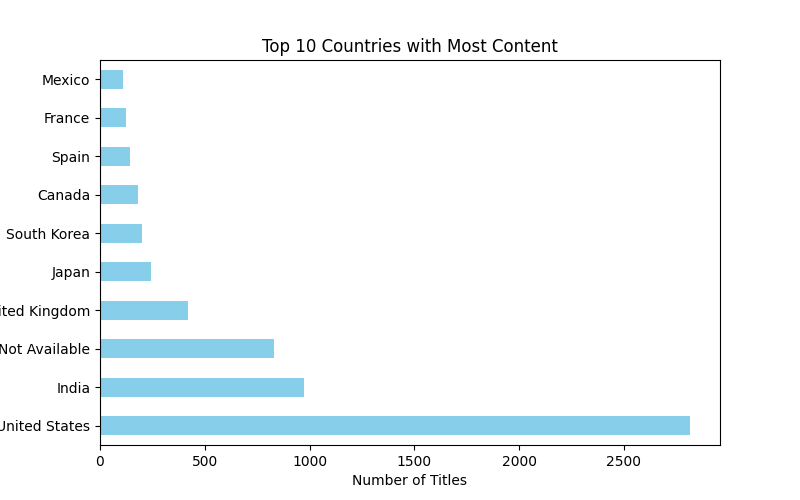 Top 10 Countries with Most Content
Mexico
France
Spain
Canada
South Korea
Japan
ited Kingdom
Not Available
India
United States
0 500 1000 1500 2000 2500
Number of Titles